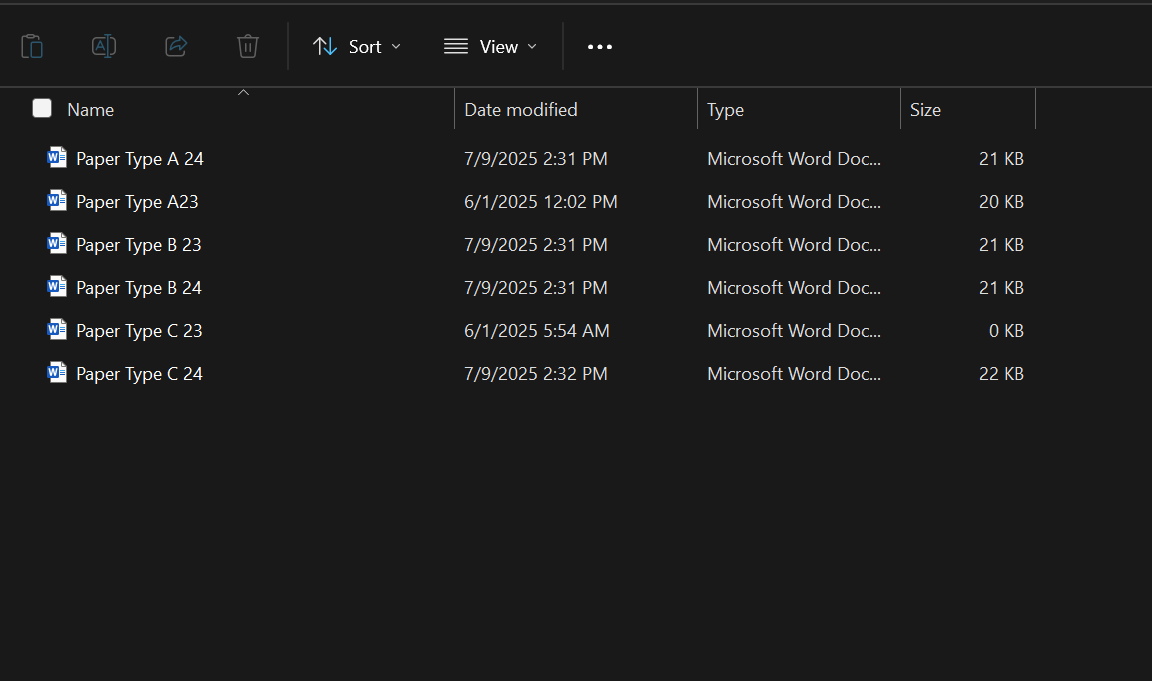 Sort View
Name Date modified Type Size
Paper Type A 24 7/9/2025 2:31 PM Microsoft Word Doc... 21 KB
Paper Type A23 6/1/2025 12:02 PM Microsoft Word Doc... 20 KB
Paper Type B 23 7/9/2025 2:31 PM Microsoft Word Doc... 21 KB
Paper Type B 24 7/9/2025 2:31 PM Microsoft Word Doc... 21 KB
Paper Type C 23 6/1/2025 5:54 AM Microsoft Word Doc... 0 KB
Paper Type C 24 7/9/2025 2:32 PM Microsoft Word Doc... 22 KB